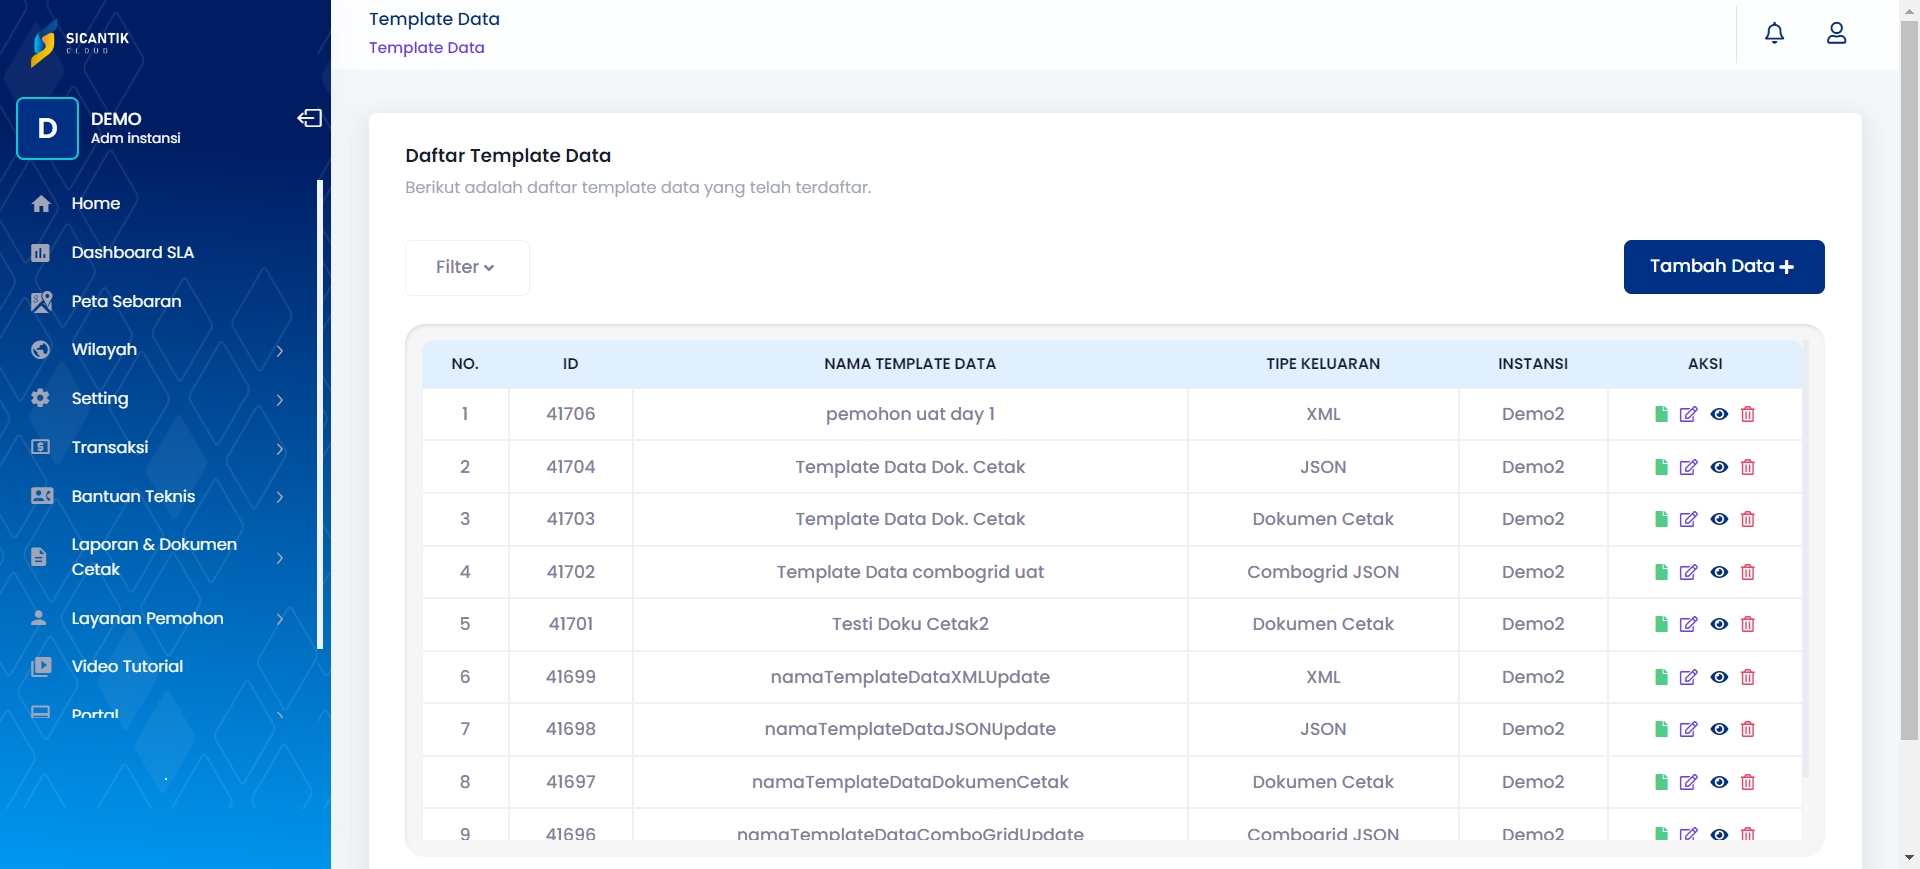 SICANTIK
CLOUD
D
DEMO
Adm instansi
Home
Dashboard SLA
Peta Sebaran
Wilayah
Setting
Transaksi
Bantuan Teknis
Laporan & Dokumen
Cetak
Layanan Pemohon
Video Tutorial
Portal
Template Data
Template Data
Daftar Template Data
Berikut adalah daftar template data yang telah terdaftar.
Filter
Tambah Data +
NO. ID NAMA TEMPLATE DATA TIPE KELUARAN INSTANSI AKSI
1 41706 pemohon uat day 1 XML Demo2
2 41704 Template Data Dok. Cetak JSON Demo2
3 41703 Template Data Dok. Cetak Dokumen Cetak Demo2
4 41702 Template Data combogrid uat Combogrid JSON Demo2
5 41701 Testi Doku Cetak2 Dokumen Cetak Demo2
6 41699 namaTemplateDataXMLUpdate XML Demo2
7 41698 namaTemplateDataJSONUpdate JSON Demo2
8 41697 namaTemplateDataDokumenCetak Dokumen Cetak Demo2
9 41696 namaTemplateDataComboGridUpdate Combogrid JSON Demo2